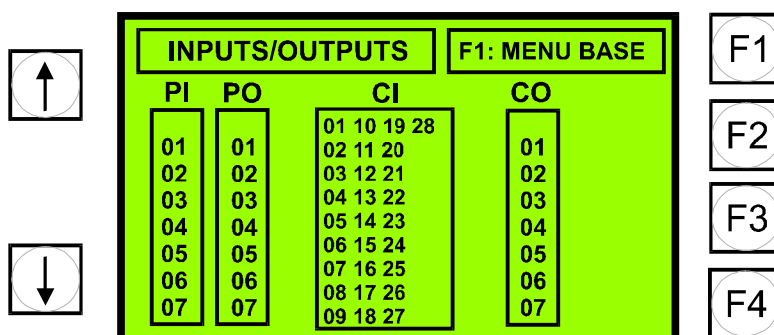 INPUTS/OUTPUTS F1: MENU BASE F1
PI PO CI CO
01 10 19 28
01 01 02 11 20 01 F2
02 02 03 12 21 02
03 03 04 13 22 03
04 04 05 14 23 04 F3
05 05 06 15 24 05
06 06 07 16 25 06
07 07 08 17 26 07 F4
09 18 27